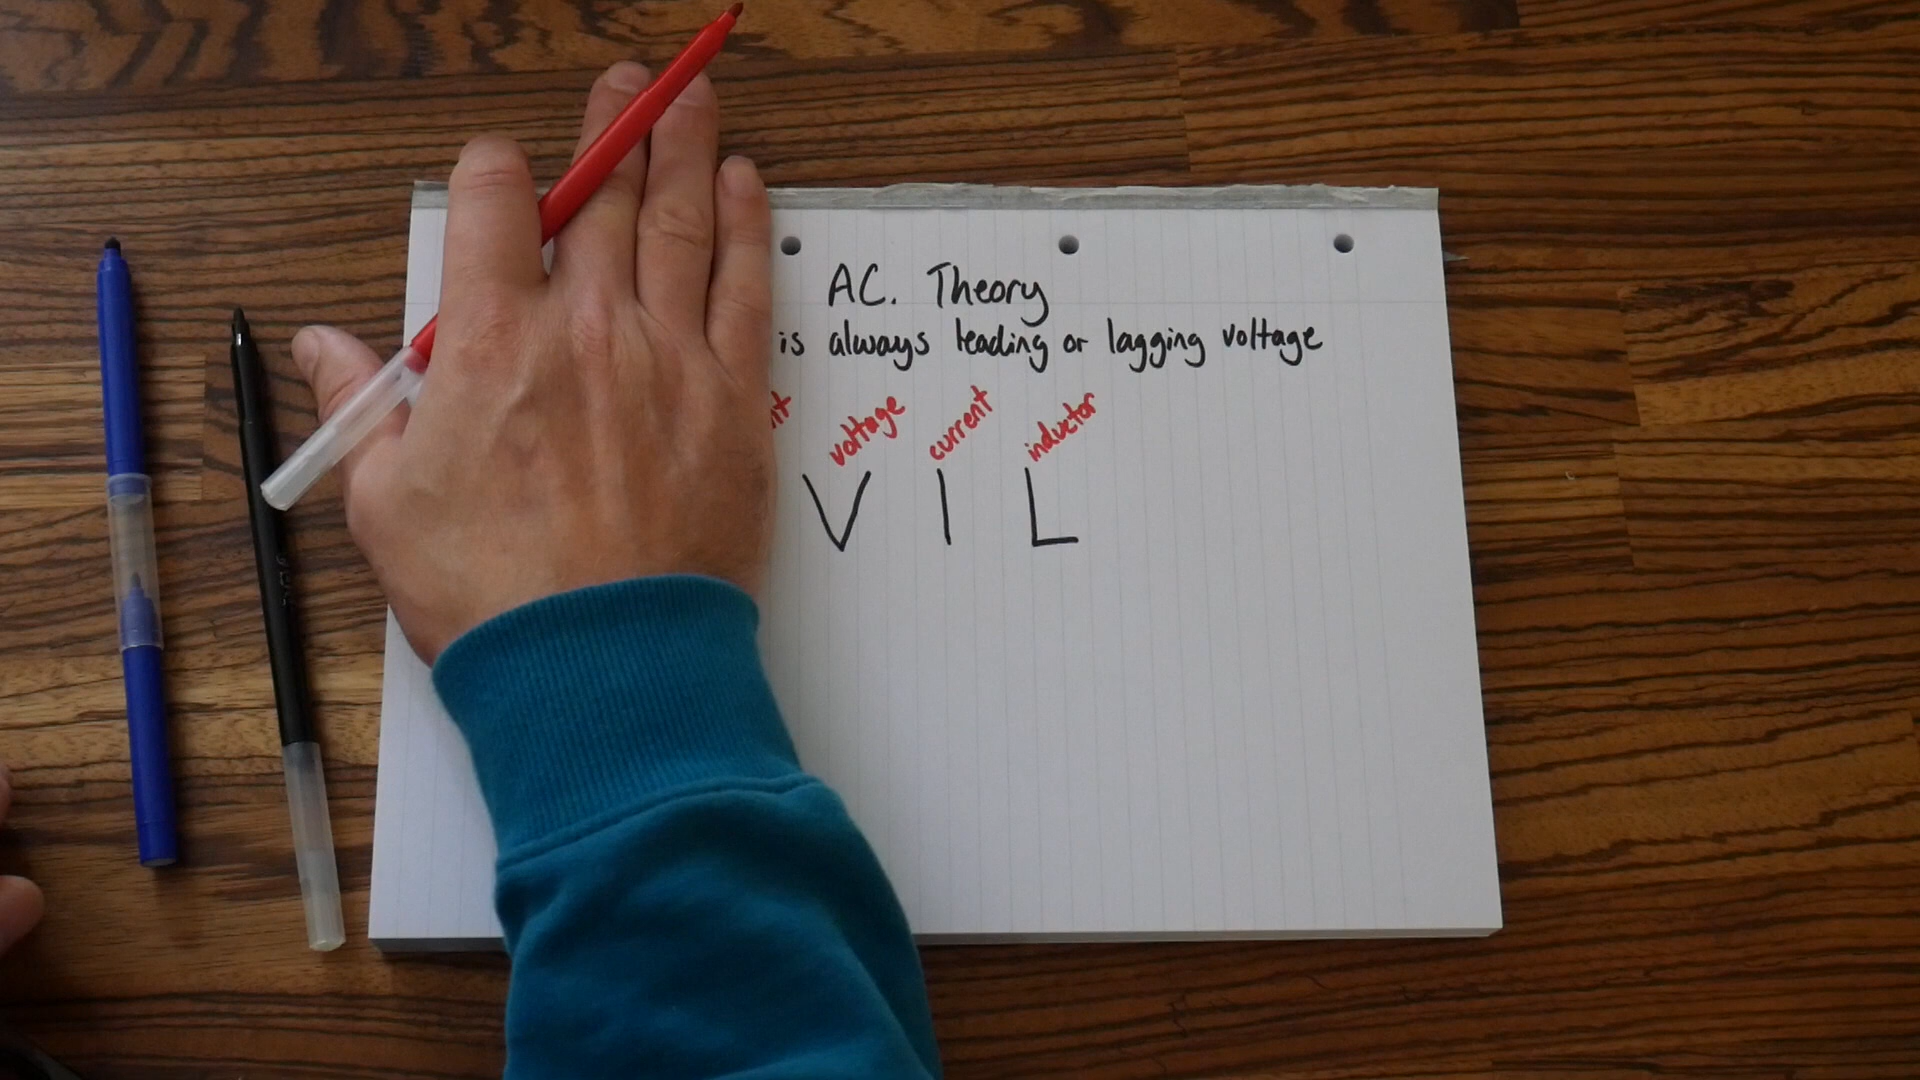 AC. Theory
is always leading or lagging voltage
voltage current inductor
V I L